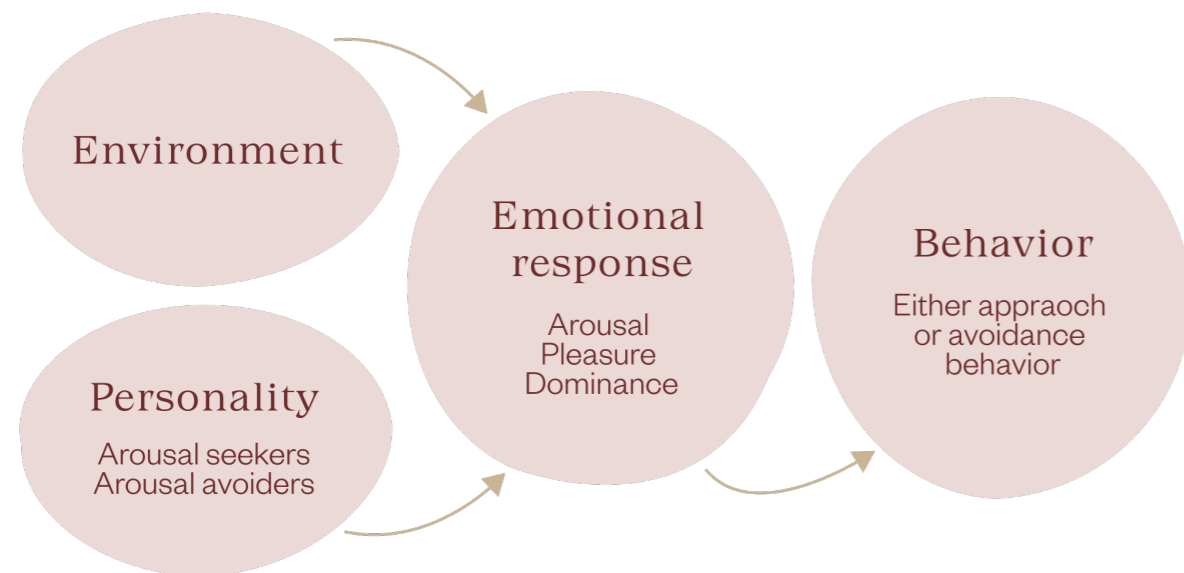 Environment
Personality
Arousal seekers
Arousal avoiders
Emotional
response
Arousal
Pleasure
Dominance
Behavior
Either appraoch
or avoidance
behavior